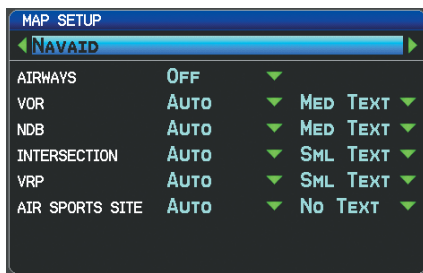 MAP SETUP
NAVAID
AIRWAYS OFF
VOR AUTO MED TEXT
NDB AUTO MED TEXT
INTERSECTION AUTO SML TEXT
VRP AUTO SML TEXT
AIR SPORTS SITE AUTO NO TEXT